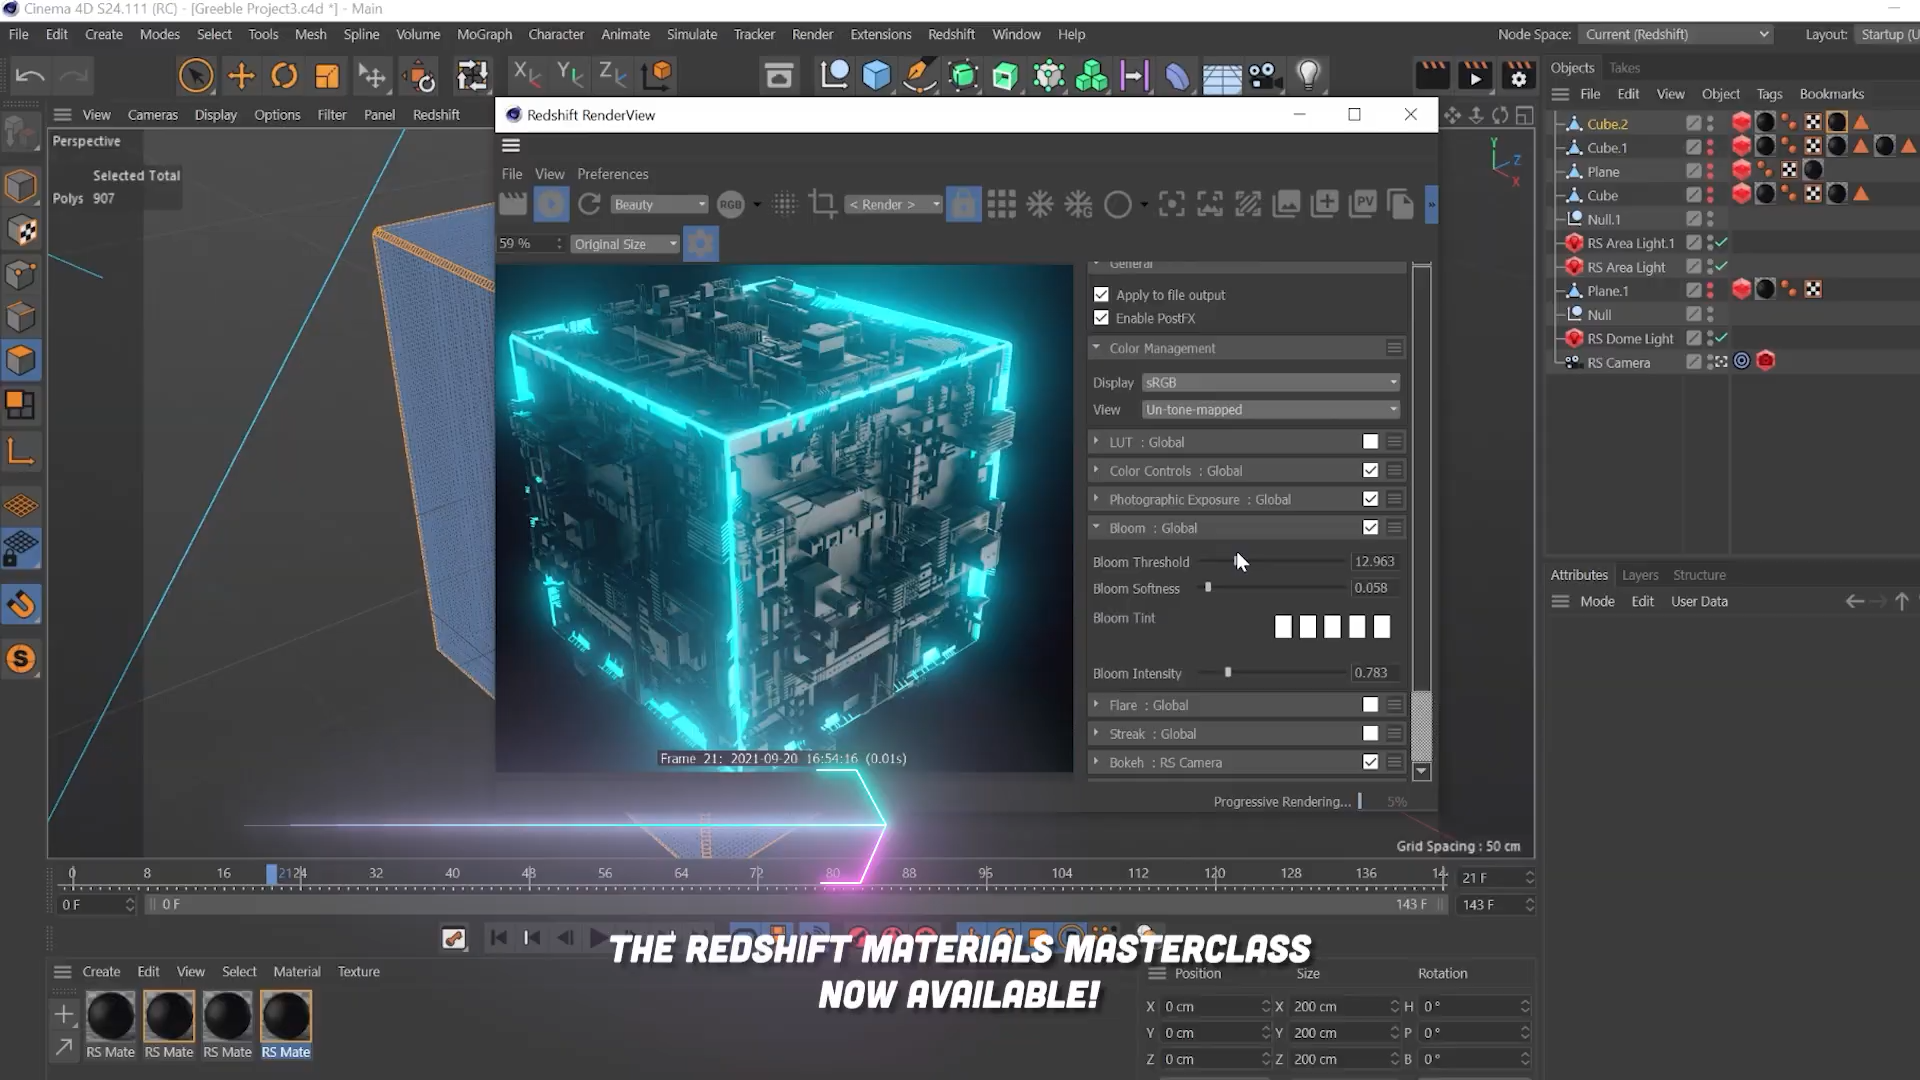 Cinema 4D S24.111 (RC) - [Greeble Project3.c4d *] - Main
File Edit Create Modes Select Tools Mesh Spline Volume MoGraph Character Animate Simulate Tracker Render Extensions Redshift Window Help
Node Space: Current (Redshift) Layout: Startup (U
Objects Takes
File Edit View Object Tags Bookmarks
Cube.2
Cube.1
Plane
Cube
Null.1
RS Area Light.1
RS Area Light
Plane.1
Null
RS Dome Light
RS Camera
View Cameras Display Options Filter Panel Redshift
Perspective
Selected Total
Polys 907
Redshift RenderView
File View Preferences
Beauty RGB < Render > PV
59 % Original Size
General
Apply to file output
Enable PostFX
Color Management
Display sRGB
View Un-tone-mapped
LUT : Global
Color Controls : Global
Photographic Exposure : Global
Bloom : Global
Bloom Threshold 12.963
Bloom Softness 0.058
Bloom Tint
Bloom Intensity 0.783
Flare : Global
Streak : Global
Bokeh : RS Camera
Frame 21: 2021-09-20 16:54:16 (0.01s)
Progressive Rendering... 5%
Grid Spacing : 50 cm
Attributes Layers Structure
Mode Edit User Data
0 8 16 2124 32 40 48 56 64 72 80 88 96 104 112 120 128 136 14 21 F
0 F 0 F 143 F 143 F
THE REDSHIFT MATERIALS MASTERCLASS
NOW AVAILABLE!
Create Edit View Select Material Texture
RS Mate RS Mate RS Mate RS Mate
Position Size Rotation
X 0 cm X 200 cm H 0 °
Y 0 cm Y 200 cm P 0 °
Z 0 cm Z 200 cm B 0 °